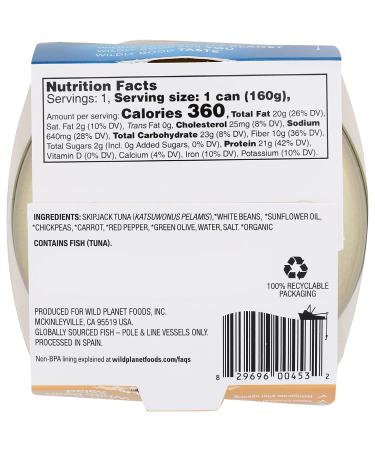 WILDLY GOOD TASTE
Nutrition Facts
Servings: 1, Serving size: 1 can (160g),
Amount per serving: Calories 360, Total Fat 20g (26% DV),
Sat. Fat 2g (10% DV), Trans Fat 0g, Cholesterol 25mg (8% DV), Sodium
640mg (28% DV), Total Carbohydrate 23g (8% DV), Fiber 10g (36% DV),
Total Sugars 2g (Incl. 0g Added Sugars, 0% DV), Protein 21g (42% DV),
Vitamin D (0% DV), Calcium (4% DV), Iron (10% DV), Potassium (10% DV).
INGREDIENTS: SKIPJACK TUNA (KATSUWONUS PELAMIS), *WHITE BEANS, *SUNFLOWER OIL,
*CHICKPEAS, *CARROT, *RED PEPPER, *GREEN OLIVE, WATER, SALT. *ORGANIC
CONTAINS FISH (TUNA).
100% RECYCLABLE
PACKAGING
PRODUCED FOR WILD PLANET FOODS, INC.
MCKINLEYVILLE, CA 95519 USA.
GLOBALLY SOURCED FISH – POLE & LINE VESSELS ONLY.
PROCESSED IN SPAIN.
Non-BPA lining explained at wildplanetfoods.com/faqs
8 29696 00453 2